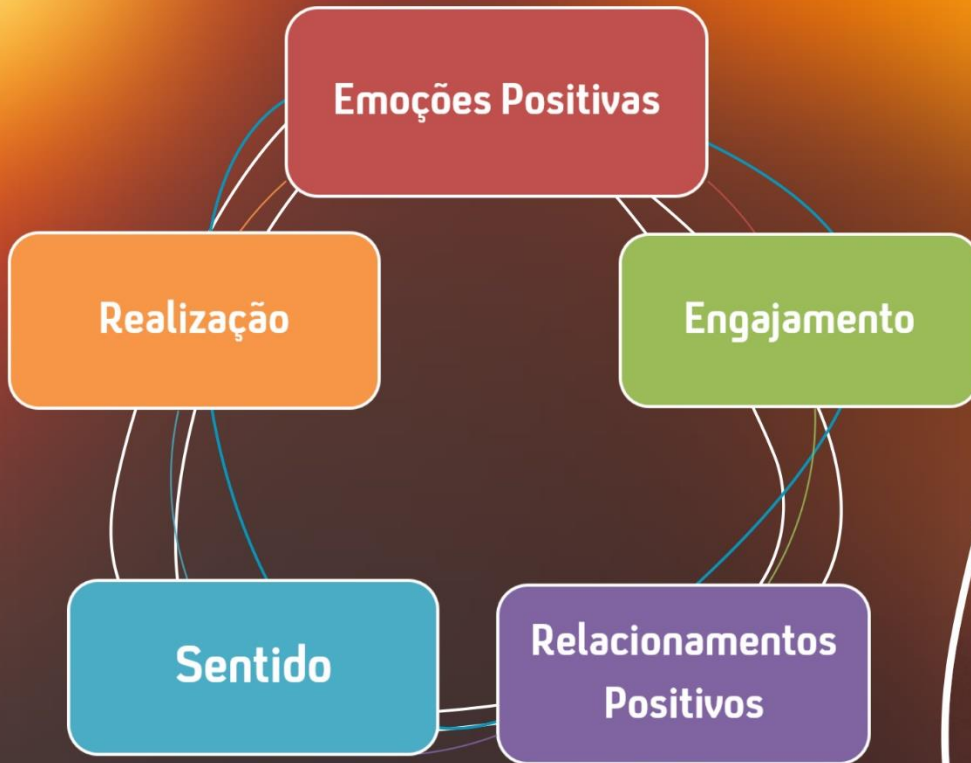 Emoções Positivas
Realização
Engajamento
Sentido
Relacionamentos
Positivos